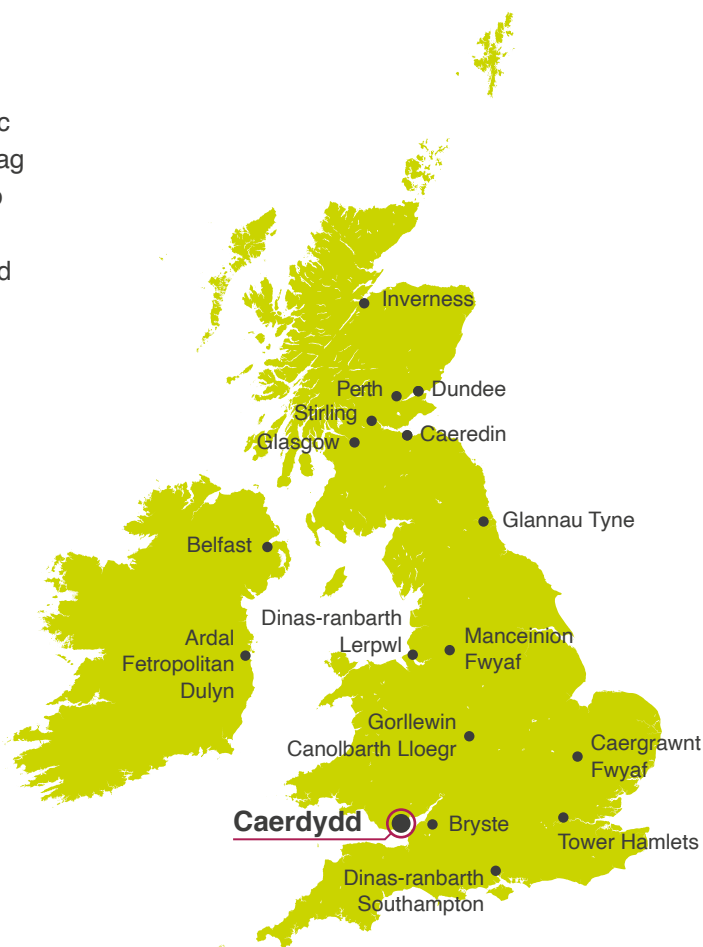 c
ag
o
d
Inverness
Perth
Dundee
Stirling
Glasgow
Caeredin
Glannau Tyne
Belfast
Dinas-ranbarth
Lerpwl
Manceinion
Fwyaf
Ardal
Fetropolitan
Dulyn
Gorllewin
Canolbarth Lloegr
Caergrawnt
Fwyaf
Caerdydd
Bryste
Tower Hamlets
Dinas-ranbarth
Southampton